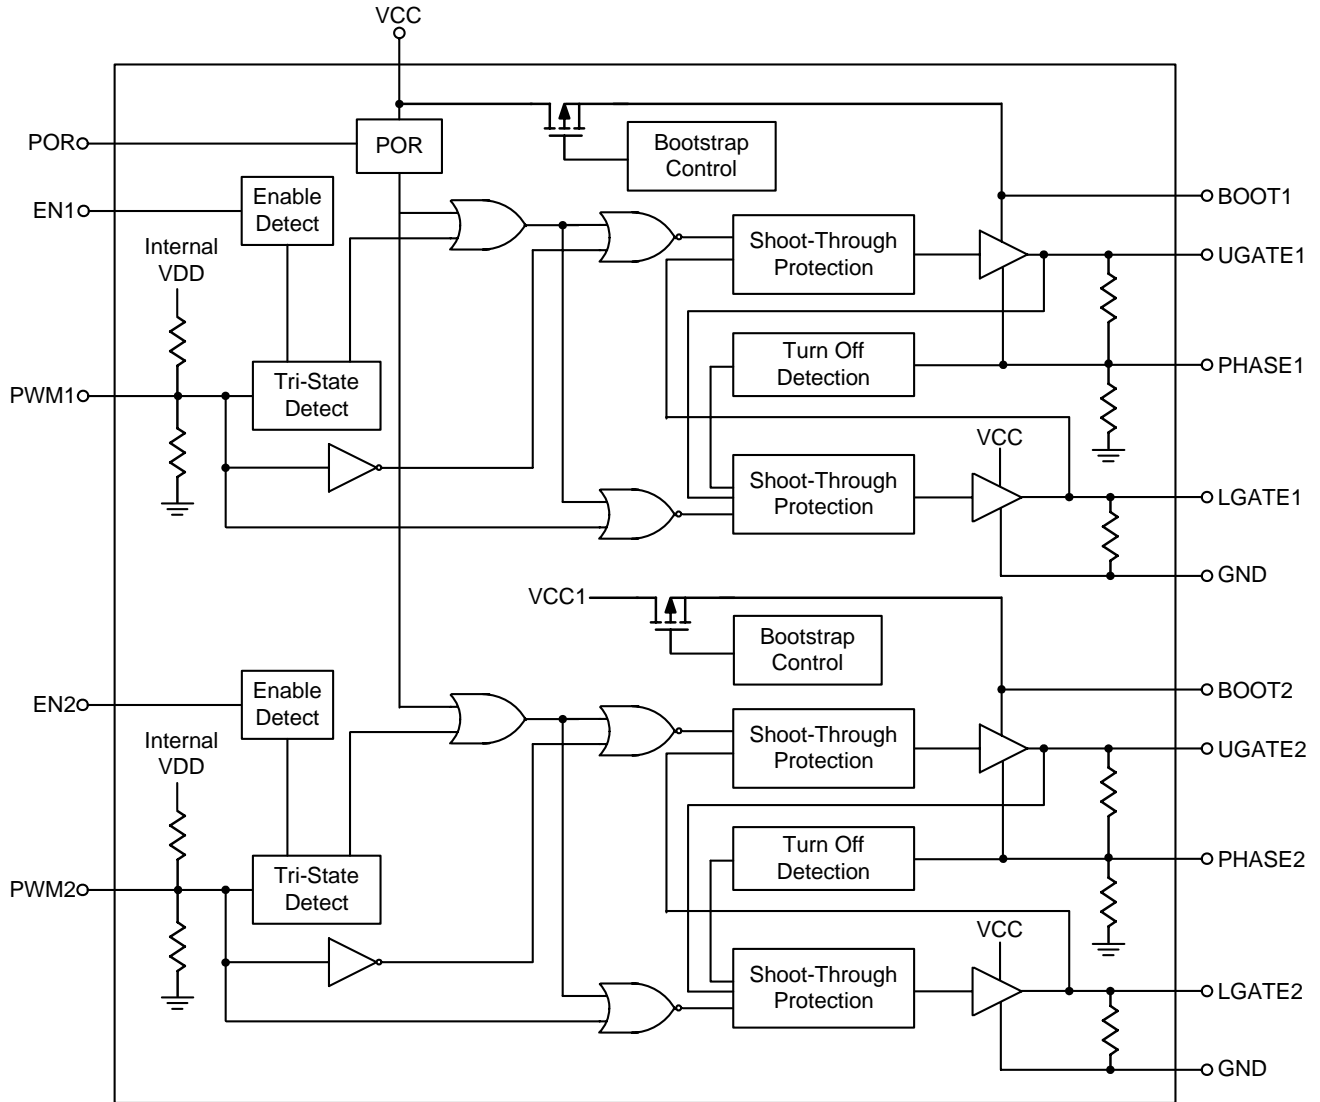 VCC
POR
POR
Bootstrap
Control
EN1
Enable
Detect
BOOT1
Internal
VDD
Shoot-Through
Protection
UGATE1
Turn Off
Detection
PHASE1
PWM1
Tri-State
Detect
VCC
Shoot-Through
Protection
LGATE1
GND
VCC1
Bootstrap
Control
EN2
Enable
Detect
BOOT2
Internal
VDD
Shoot-Through
Protection
UGATE2
Turn Off
Detection
PHASE2
PWM2
Tri-State
Detect
VCC
Shoot-Through
Protection
LGATE2
GND